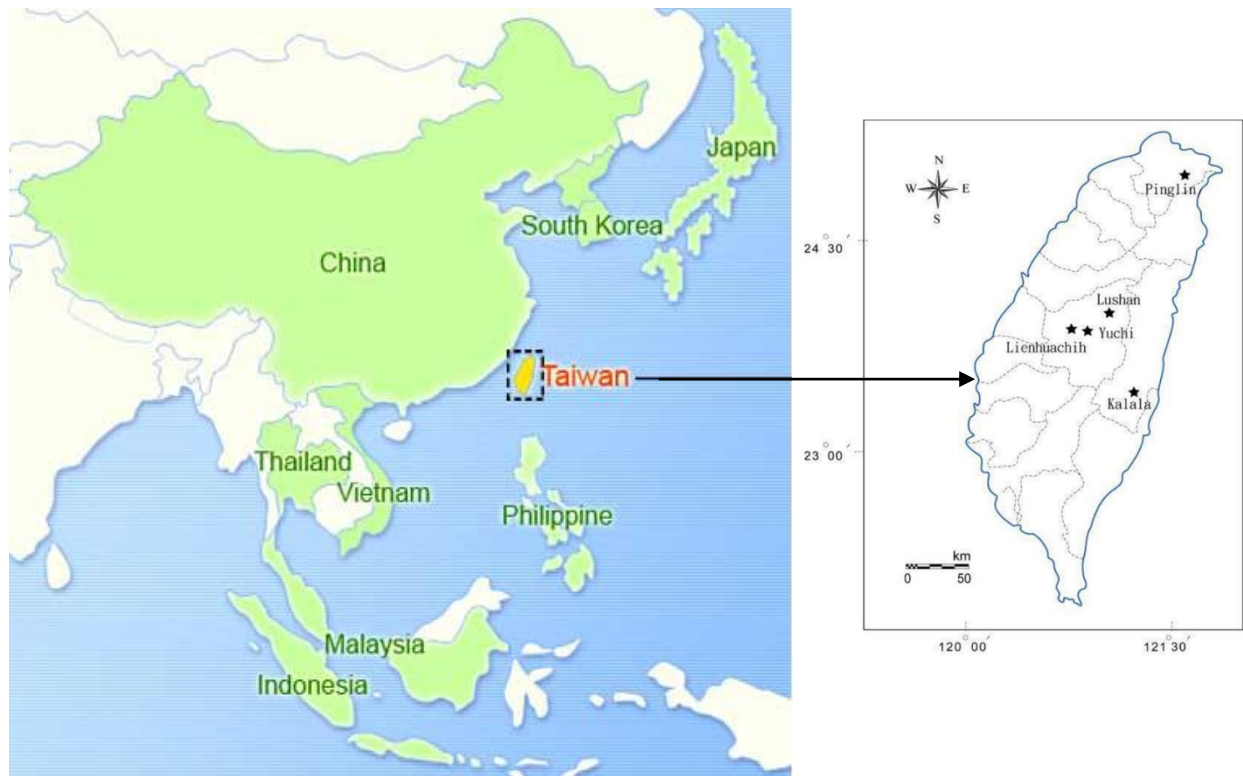 Japan
South Korea
China
Taiwan
Thailand
Vietnam
Philippine
Malaysia
Indonesia
N
W E
S
Pinglin
24° 30′
Lushan
Yuchi
Lienhuachih
Kalala
23° 00′
km
0 50
120° 00′
121° 30′